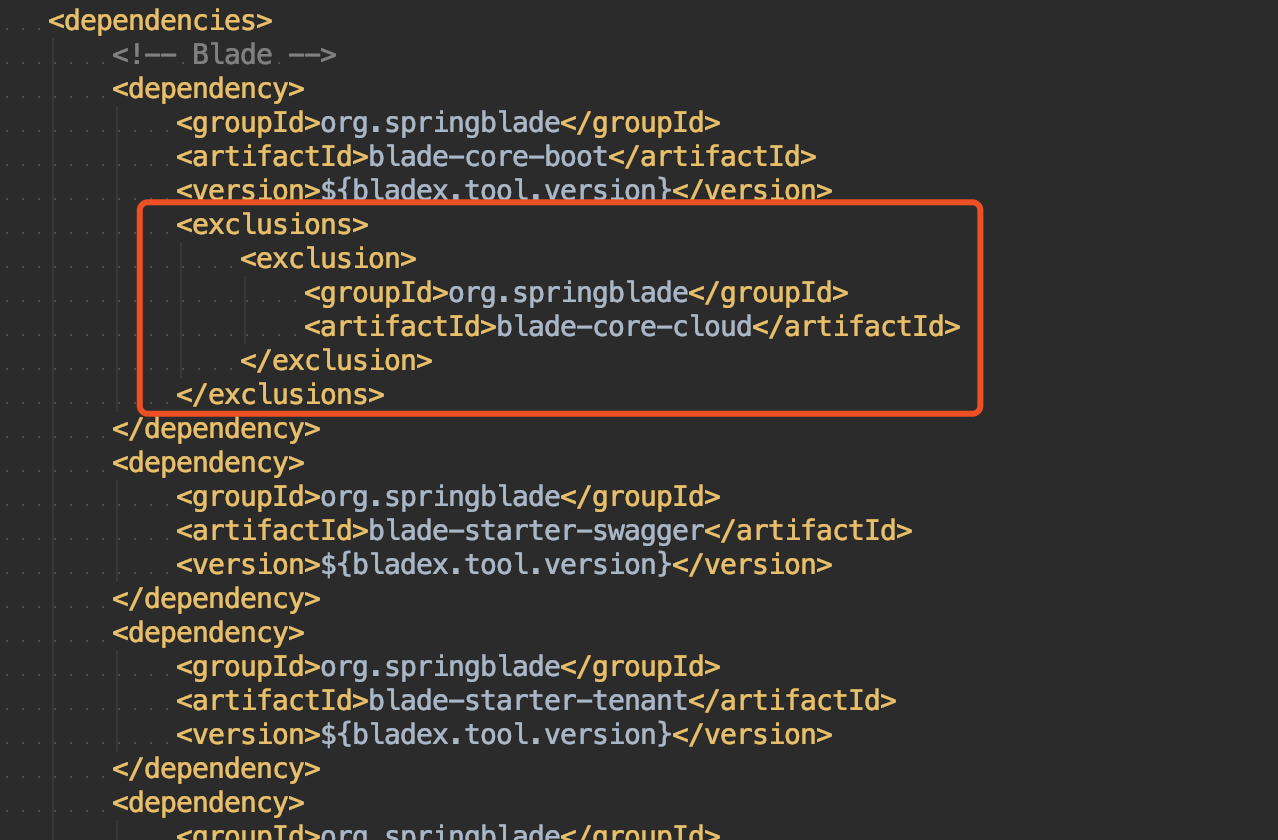 <dependencies>
<!-- Blade -->
<dependency>
<groupId>org.springblade</groupId>
<artifactId>blade-core-boot</artifactId>
<version>${bladex.tool.version}</version>
<exclusions>
<exclusion>
<groupId>org.springblade</groupId>
<artifactId>blade-core-cloud</artifactId>
</exclusion>
</exclusions>
</dependency>
<dependency>
<groupId>org.springblade</groupId>
<artifactId>blade-starter-swagger</artifactId>
<version>${bladex.tool.version}</version>
</dependency>
<dependency>
<groupId>org.springblade</groupId>
<artifactId>blade-starter-tenant</artifactId>
<version>${bladex.tool.version}</version>
</dependency>
<dependency>
<groupId>org.springblade</groupId>